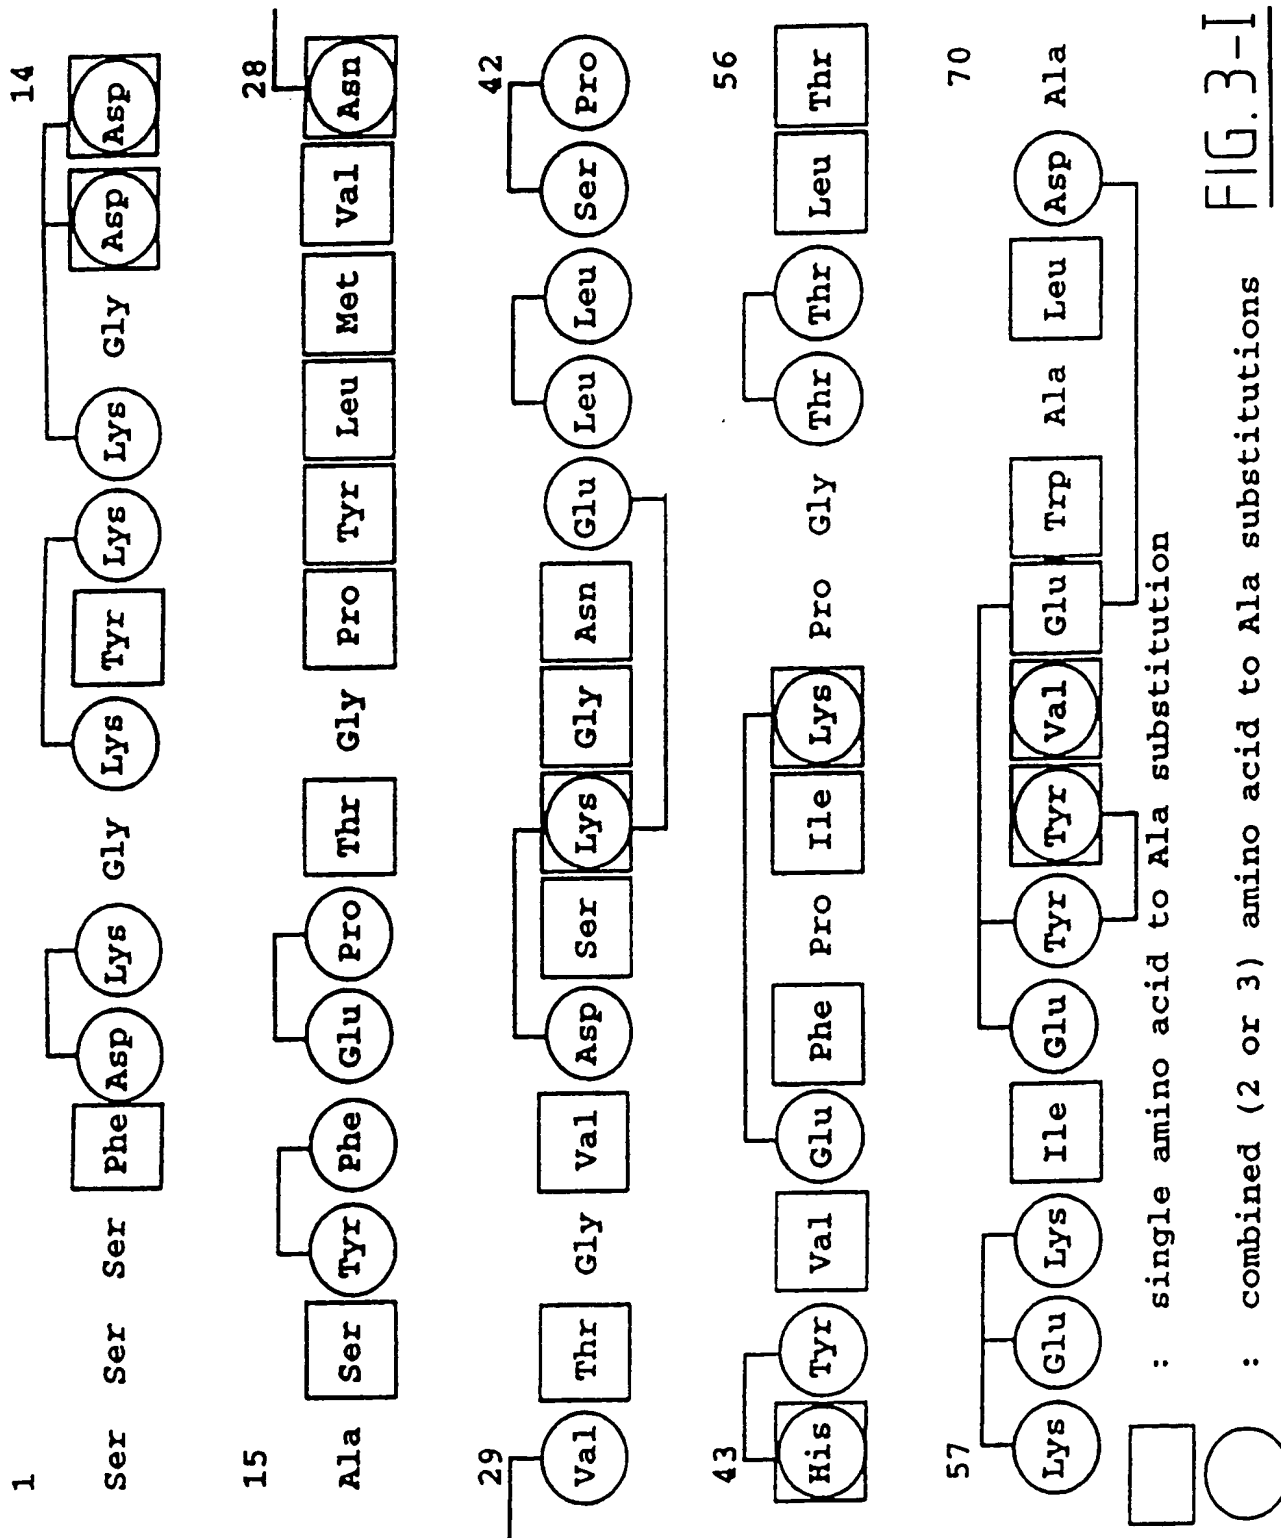 1 14
Ser Ser Ser Phe Asp Lys Gly Lys Tyr Lys Lys Gly Asp Asp
15 28
Ala Ser Tyr Phe Glu Pro Thr Gly Pro Tyr Leu Met Val Asn
29 42
Val Thr Gly Val Asp Ser Lys Gly Asn Glu Leu Leu Ser Pro
43 56
His Tyr Val Glu Phe Pro Ile Lys Pro Gly Thr Thr Leu Thr
57 70
Lys Glu Lys Ile Glu Tyr Tyr Val Glu Trp Ala Leu Asp Ala
: single amino acid to Ala substitution
: combined (2 or 3) amino acid to Ala substitutions
FIG.3-I